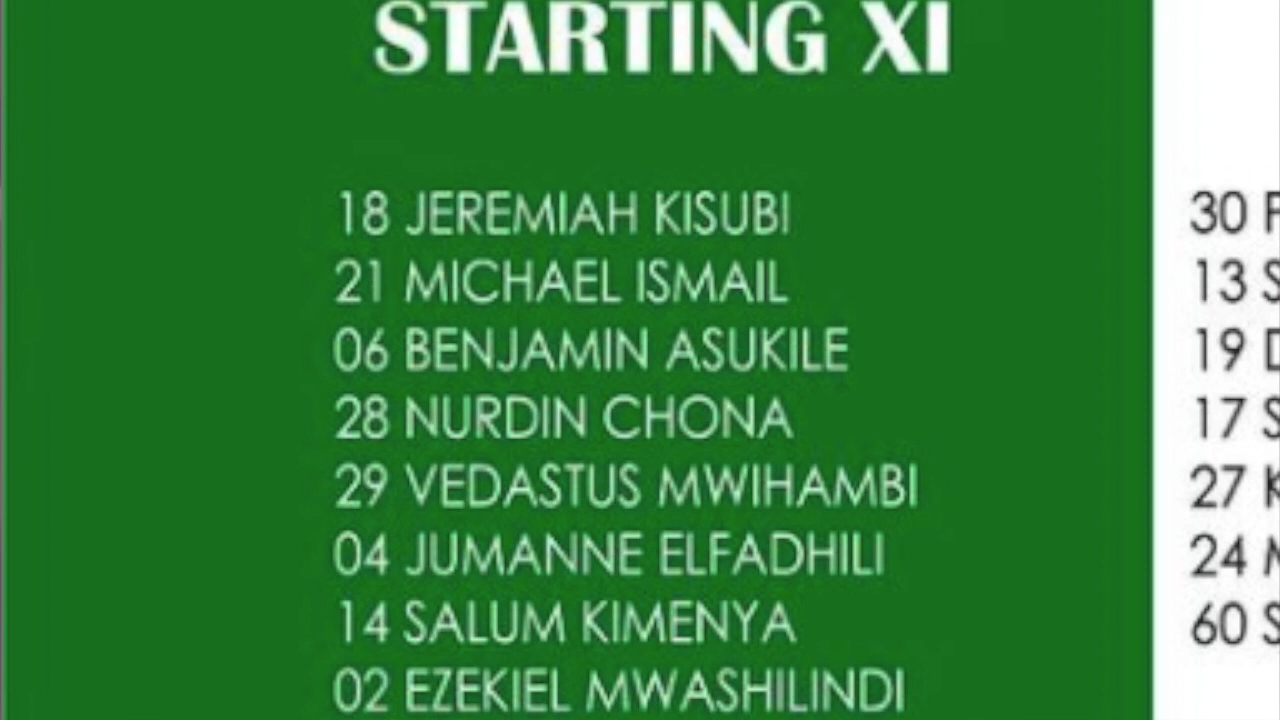 STARTING XI
18 JEREMIAH KISUBI
21 MICHAEL ISMAIL
06 BENJAMIN ASUKILE
28 NURDIN CHONA
29 VEDASTUS MWIHAMBI
04 JUMANNE ELFADHILI
14 SALUM KIMENYA
02 EZEKIEL MWASHILINDI
30
13 S
19
17 S
27 K
24
60 S